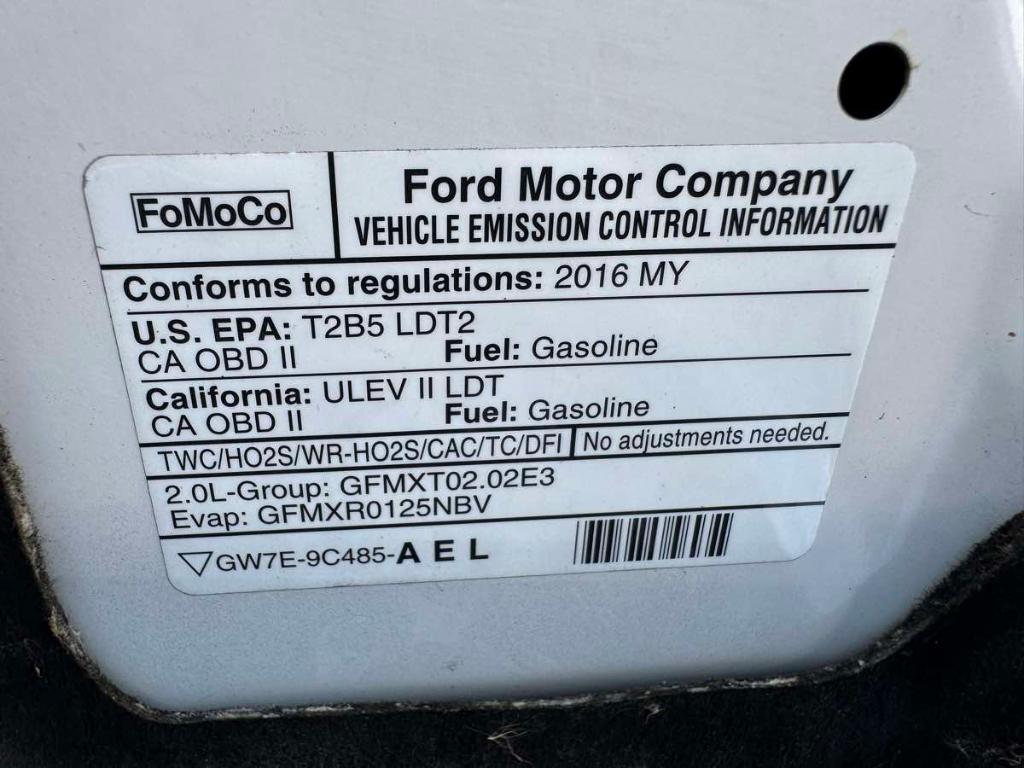 FoMoCo
Ford Motor Company
VEHICLE EMISSION CONTROL INFORMATION
Conforms to regulations: 2016 MY
U.S. EPA: T2B5 LDT2
CA OBD II Fuel: Gasoline
California: ULEV II LDT
CA OBD II Fuel: Gasoline
TWC/HO2S/WR-HO2S/CAC/TC/DFI No adjustments needed.
2.0L-Group: GFMXT02.02E3
Evap: GFMXR0125NBV
GW7E-9C485-A E L